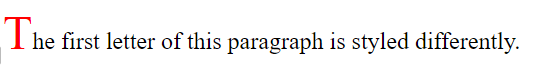 The first letter of this paragraph is styled differently.